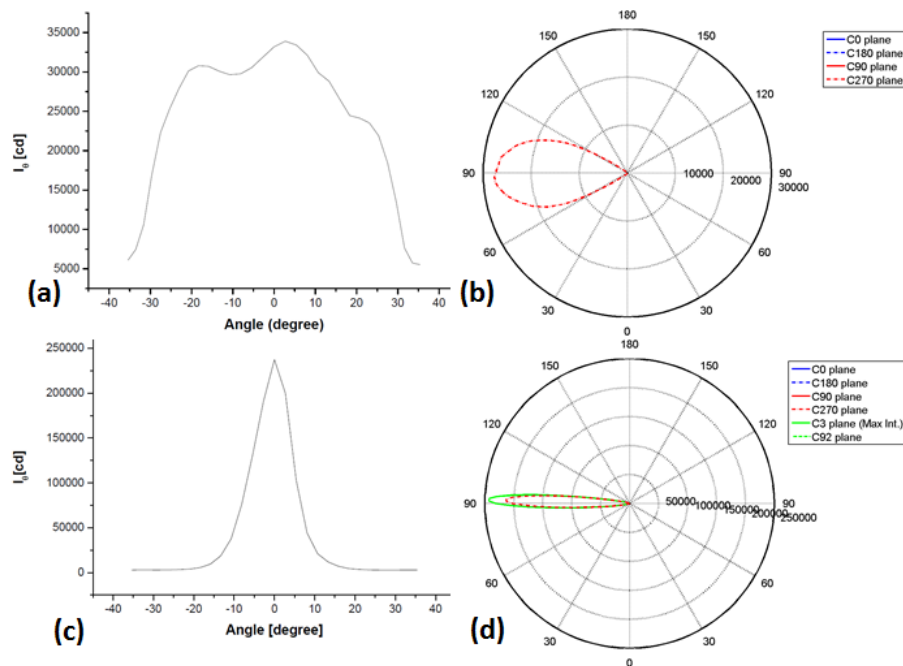 35000
30000
25000
20000
15000
10000
5000
Iθ [cd]
-40 -30 -20 -10 0 10 20 30 40
Angle (degree)
(a)
180
150 150
120 120
90 90
60 60
30 30
0
10000 20000 30000
C0 plane
C180 plane
C90 plane
C270 plane
(b)
250000
200000
150000
100000
50000
0
Iθ[cd]
-40 -30 -20 -10 0 10 20 30 40
Angle [degree]
(c)
180
150 150
120 120
90 90
60 60
30 30
0
50000 100000 150000 200000 250000
C0 plane
C180 plane
C90 plane
C270 plane
C3 plane (Max Int.)
C92 plane
(d)